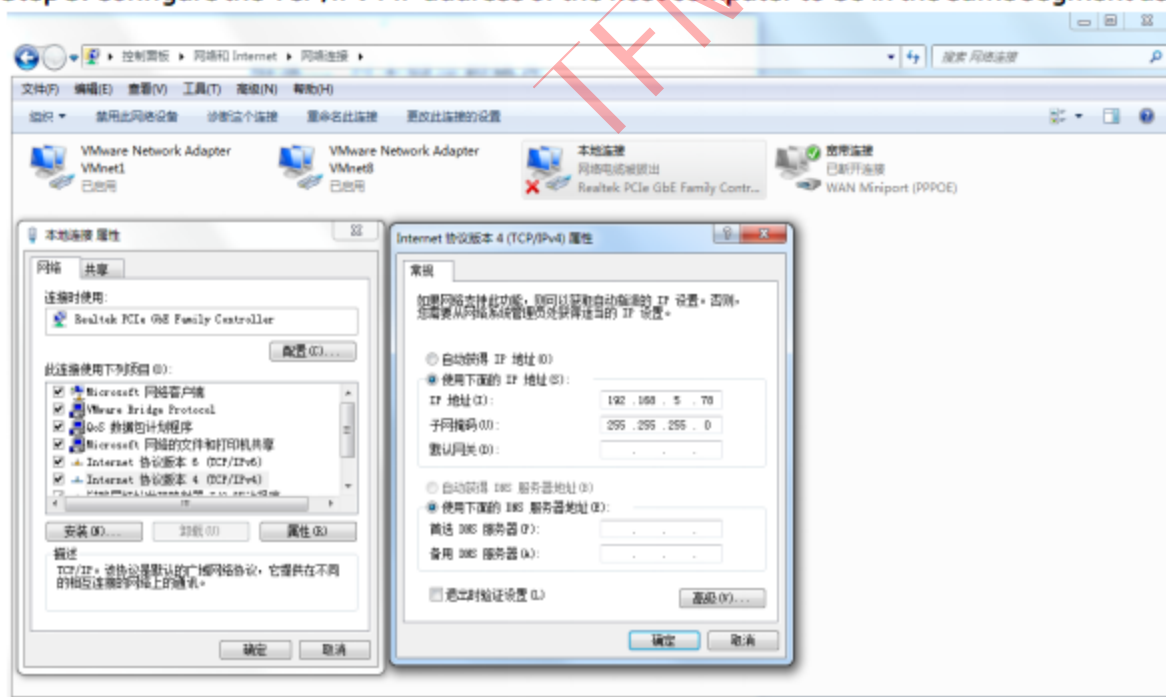 控制面板 ▸ 网络和 Internet ▸ 网络连接 ▸
搜索 网络连接
文件(F) 编辑(E) 查看(V) 工具(T) 高级(N) 帮助(H)
组织 ▾ 禁用此网络设备 诊断这个连接 重命名此连接 更改此连接的设置
VMware Network Adapter
VMnet1
已启用
VMware Network Adapter
VMnet8
已启用
本地连接
网络电缆被拔出
Realtek PCIe GbE Family Contr...
宽带连接
已断开连接
WAN Miniport (PPPOE)
TFN
本地连接 属性
网络 共享
连接时使用:
Realtek PCIe GbE Family Controller
配置(C)...
此连接使用下列项目(O):
Microsoft 网络客户端
VMware Bridge Protocol
QoS 数据包计划程序
Microsoft 网络的文件和打印机共享
Internet 协议版本 6 (TCP/IPv6)
Internet 协议版本 4 (TCP/IPv4)
安装(N)... 卸载(U) 属性(R)
描述
TCP/IP。该协议是默认的广域网络协议，它提供在不同
的相互连接的网络上的通讯。
确定 取消
Internet 协议版本 4 (TCP/IPv4) 属性
常规
如果网络支持此功能，则可以获取自动指派的 IP 设置。否则，
您需要从网络系统管理员处获得适当的 IP 设置。
自动获得 IP 地址(O)
使用下面的 IP 地址(S):
IP 地址(I): 192 .168 . 5 . 78
子网掩码(U): 255 .255 .255 . 0
默认网关(D):
自动获得 DNS 服务器地址(B)
使用下面的 DNS 服务器地址(E):
首选 DNS 服务器(P):
备用 DNS 服务器(A):
退出时验证设置(L)
高级(V)...
确定 取消